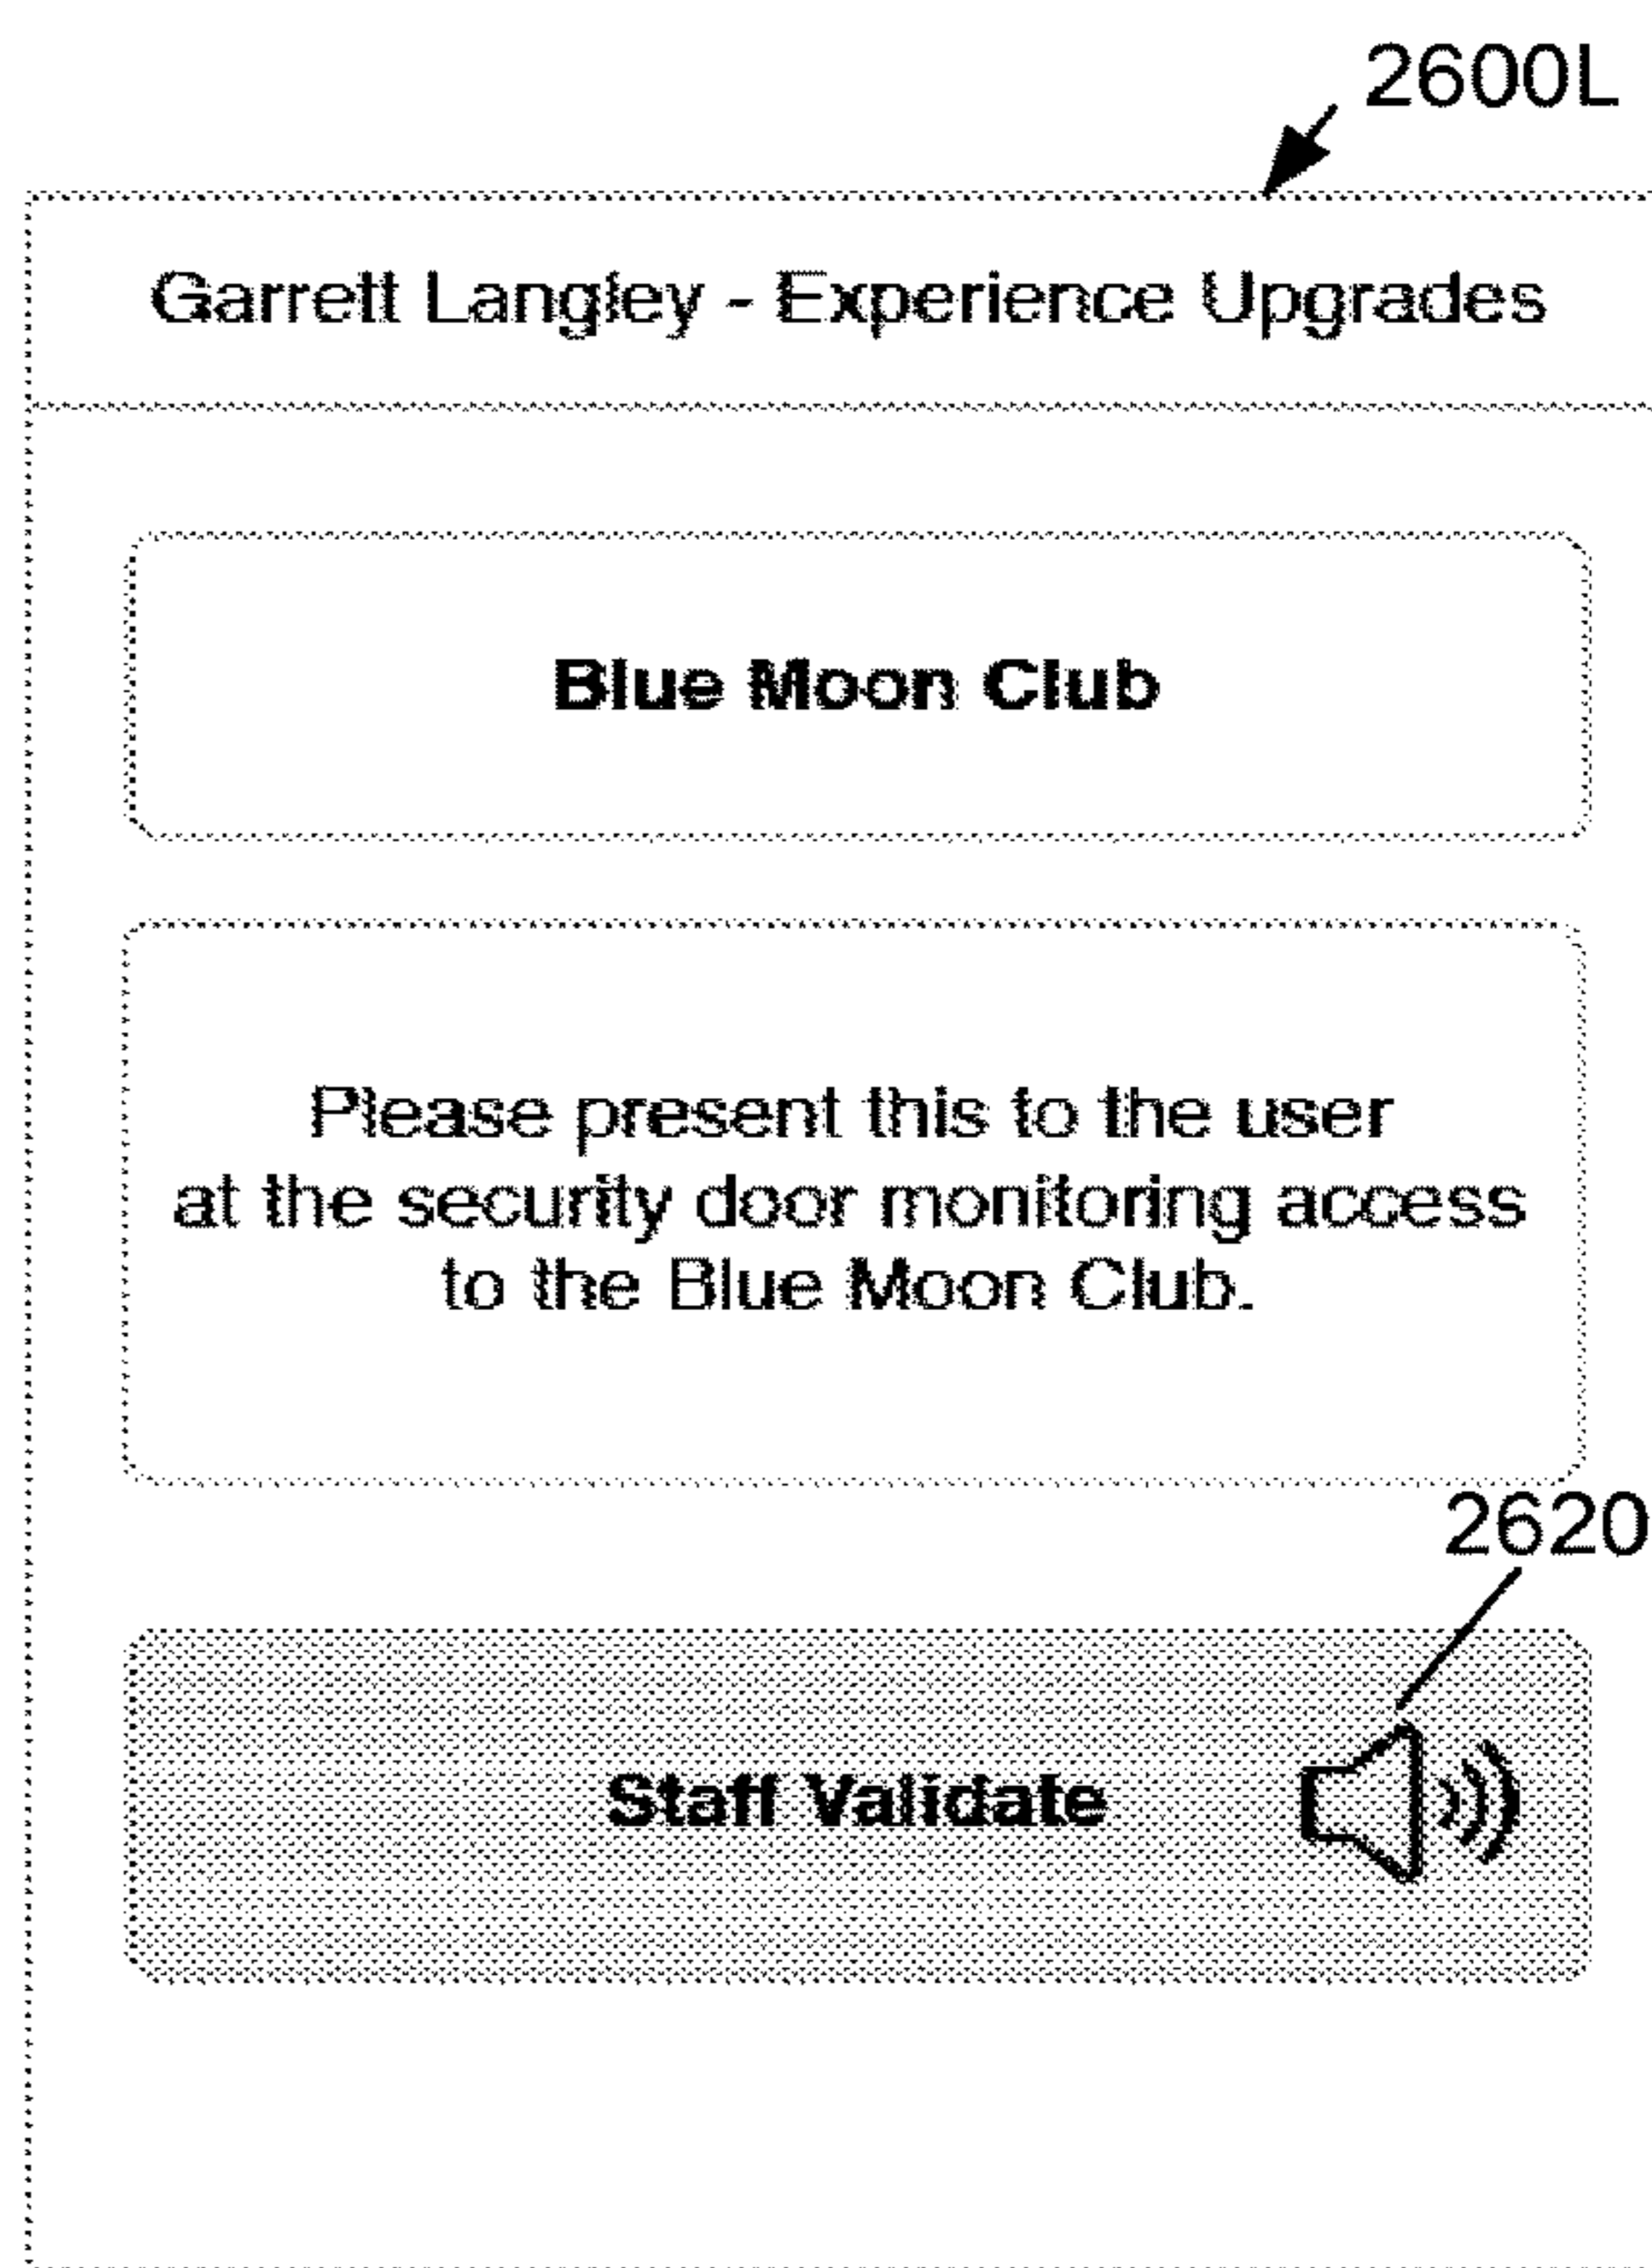 2600L
Garrett Langley - Experience Upgrades
Blue Moon Club
Please present this to the user
at the security door monitoring access
to the Blue Moon Club.
2620
Staff Validate